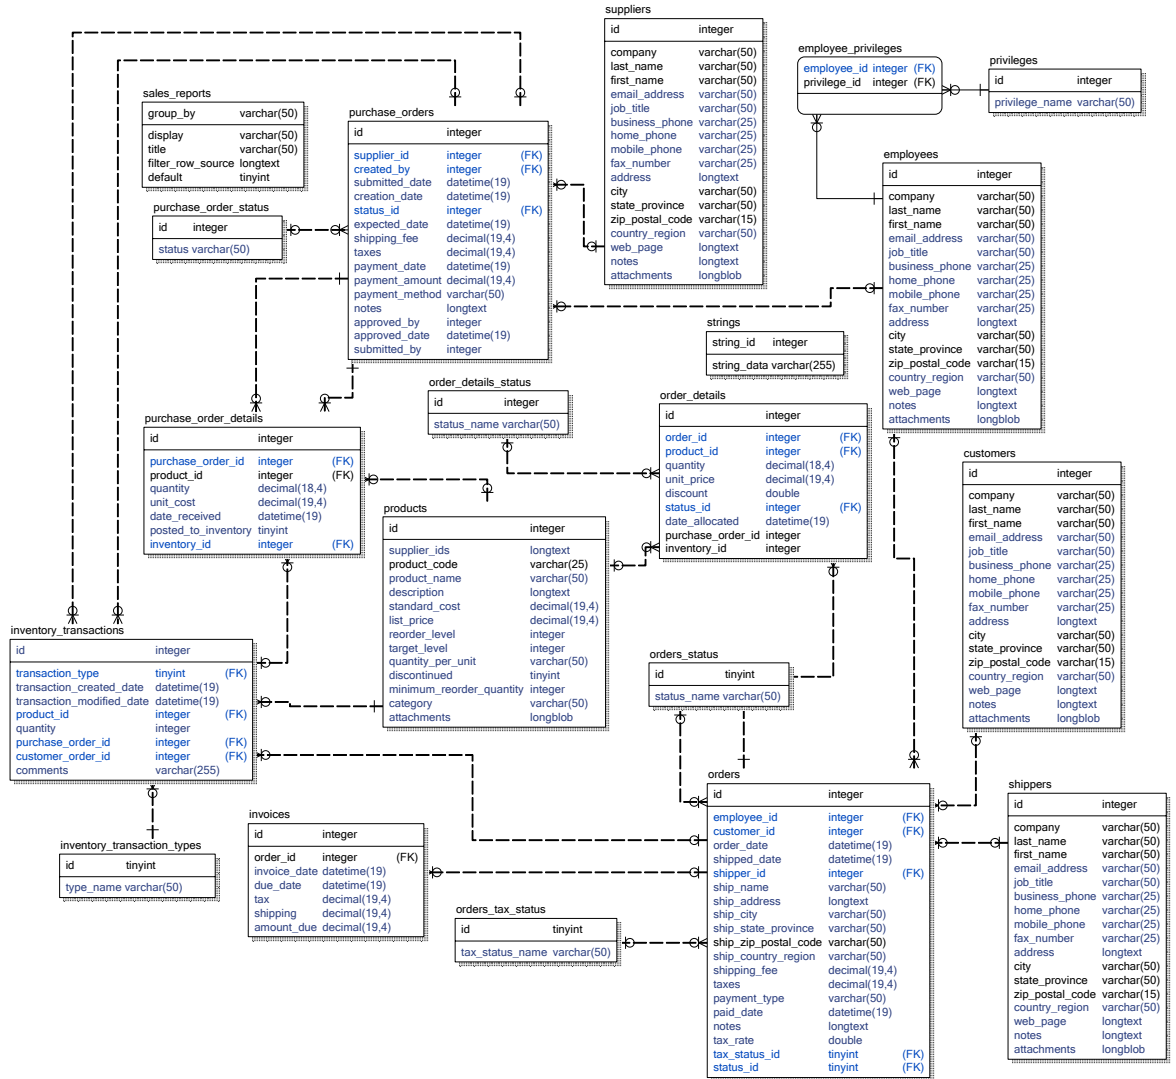 suppliers
id integer
company varchar(50)
last_name varchar(50)
first_name varchar(50)
email_address varchar(50)
job_title varchar(50)
business_phone varchar(25)
home_phone varchar(25)
mobile_phone varchar(25)
fax_number varchar(25)
address longtext
city varchar(50)
state_province varchar(50)
zip_postal_code varchar(15)
country_region varchar(50)
web_page longtext
notes longtext
attachments longblob
employee_privileges
employee_id integer (FK)
privilege_id integer (FK)
privileges
id integer
privilege_name varchar(50)
sales_reports
group_by varchar(50)
display varchar(50)
title varchar(50)
filter_row_source longtext
default tinyint
purchase_orders
id integer
supplier_id integer (FK)
created_by integer (FK)
submitted_date datetime(19)
creation_date datetime(19)
status_id integer (FK)
expected_date datetime(19)
shipping_fee decimal(19,4)
taxes decimal(19,4)
payment_date datetime(19)
payment_amount decimal(19,4)
payment_method varchar(50)
notes longtext
approved_by integer
approved_date datetime(19)
submitted_by integer
employees
id integer
company varchar(50)
last_name varchar(50)
first_name varchar(50)
email_address varchar(50)
job_title varchar(50)
business_phone varchar(25)
home_phone varchar(25)
mobile_phone varchar(25)
fax_number varchar(25)
address longtext
city varchar(50)
state_province varchar(50)
zip_postal_code varchar(15)
country_region varchar(50)
web_page longtext
notes longtext
attachments longblob
purchase_order_status
id integer
status varchar(50)
strings
string_id integer
string_data varchar(255)
order_details_status
id integer
status_name varchar(50)
order_details
id integer
order_id integer (FK)
product_id integer (FK)
quantity decimal(18,4)
unit_price decimal(19,4)
discount double
status_id integer (FK)
date_allocated datetime(19)
purchase_order_id integer
inventory_id integer
purchase_order_details
id integer
purchase_order_id integer (FK)
product_id integer (FK)
quantity decimal(18,4)
unit_cost decimal(19,4)
date_received datetime(19)
posted_to_inventory tinyint
inventory_id integer (FK)
customers
id integer
company varchar(50)
last_name varchar(50)
first_name varchar(50)
email_address varchar(50)
job_title varchar(50)
business_phone varchar(25)
home_phone varchar(25)
mobile_phone varchar(25)
fax_number varchar(25)
address longtext
city varchar(50)
state_province varchar(50)
zip_postal_code varchar(15)
country_region varchar(50)
web_page longtext
notes longtext
attachments longblob
products
id integer
supplier_ids longtext
product_code varchar(25)
product_name varchar(50)
description longtext
standard_cost decimal(19,4)
list_price decimal(19,4)
reorder_level integer
target_level integer
quantity_per_unit varchar(50)
discontinued tinyint
minimum_reorder_quantity integer
category varchar(50)
attachments longblob
inventory_transactions
id integer
transaction_type tinyint (FK)
transaction_created_date datetime(19)
transaction_modified_date datetime(19)
product_id integer (FK)
quantity integer
purchase_order_id integer (FK)
customer_order_id integer (FK)
comments varchar(255)
orders_status
id tinyint
status_name varchar(50)
orders
id integer
employee_id integer (FK)
customer_id integer (FK)
order_date datetime(19)
shipped_date datetime(19)
shipper_id integer (FK)
ship_name varchar(50)
ship_address longtext
ship_city varchar(50)
ship_state_province varchar(50)
ship_zip_postal_code varchar(50)
ship_country_region varchar(50)
shipping_fee decimal(19,4)
taxes decimal(19,4)
payment_type varchar(50)
paid_date datetime(19)
notes longtext
tax_rate double
tax_status_id tinyint (FK)
status_id tinyint (FK)
shippers
id integer
company varchar(50)
last_name varchar(50)
first_name varchar(50)
email_address varchar(50)
job_title varchar(50)
business_phone varchar(25)
home_phone varchar(25)
mobile_phone varchar(25)
fax_number varchar(25)
address longtext
city varchar(50)
state_province varchar(50)
zip_postal_code varchar(15)
country_region varchar(50)
web_page longtext
notes longtext
attachments longblob
invoices
id integer
order_id integer (FK)
invoice_date datetime(19)
due_date datetime(19)
tax decimal(19,4)
shipping decimal(19,4)
amount_due decimal(19,4)
inventory_transaction_types
id tinyint
type_name varchar(50)
orders_tax_status
id tinyint
tax_status_name varchar(50)